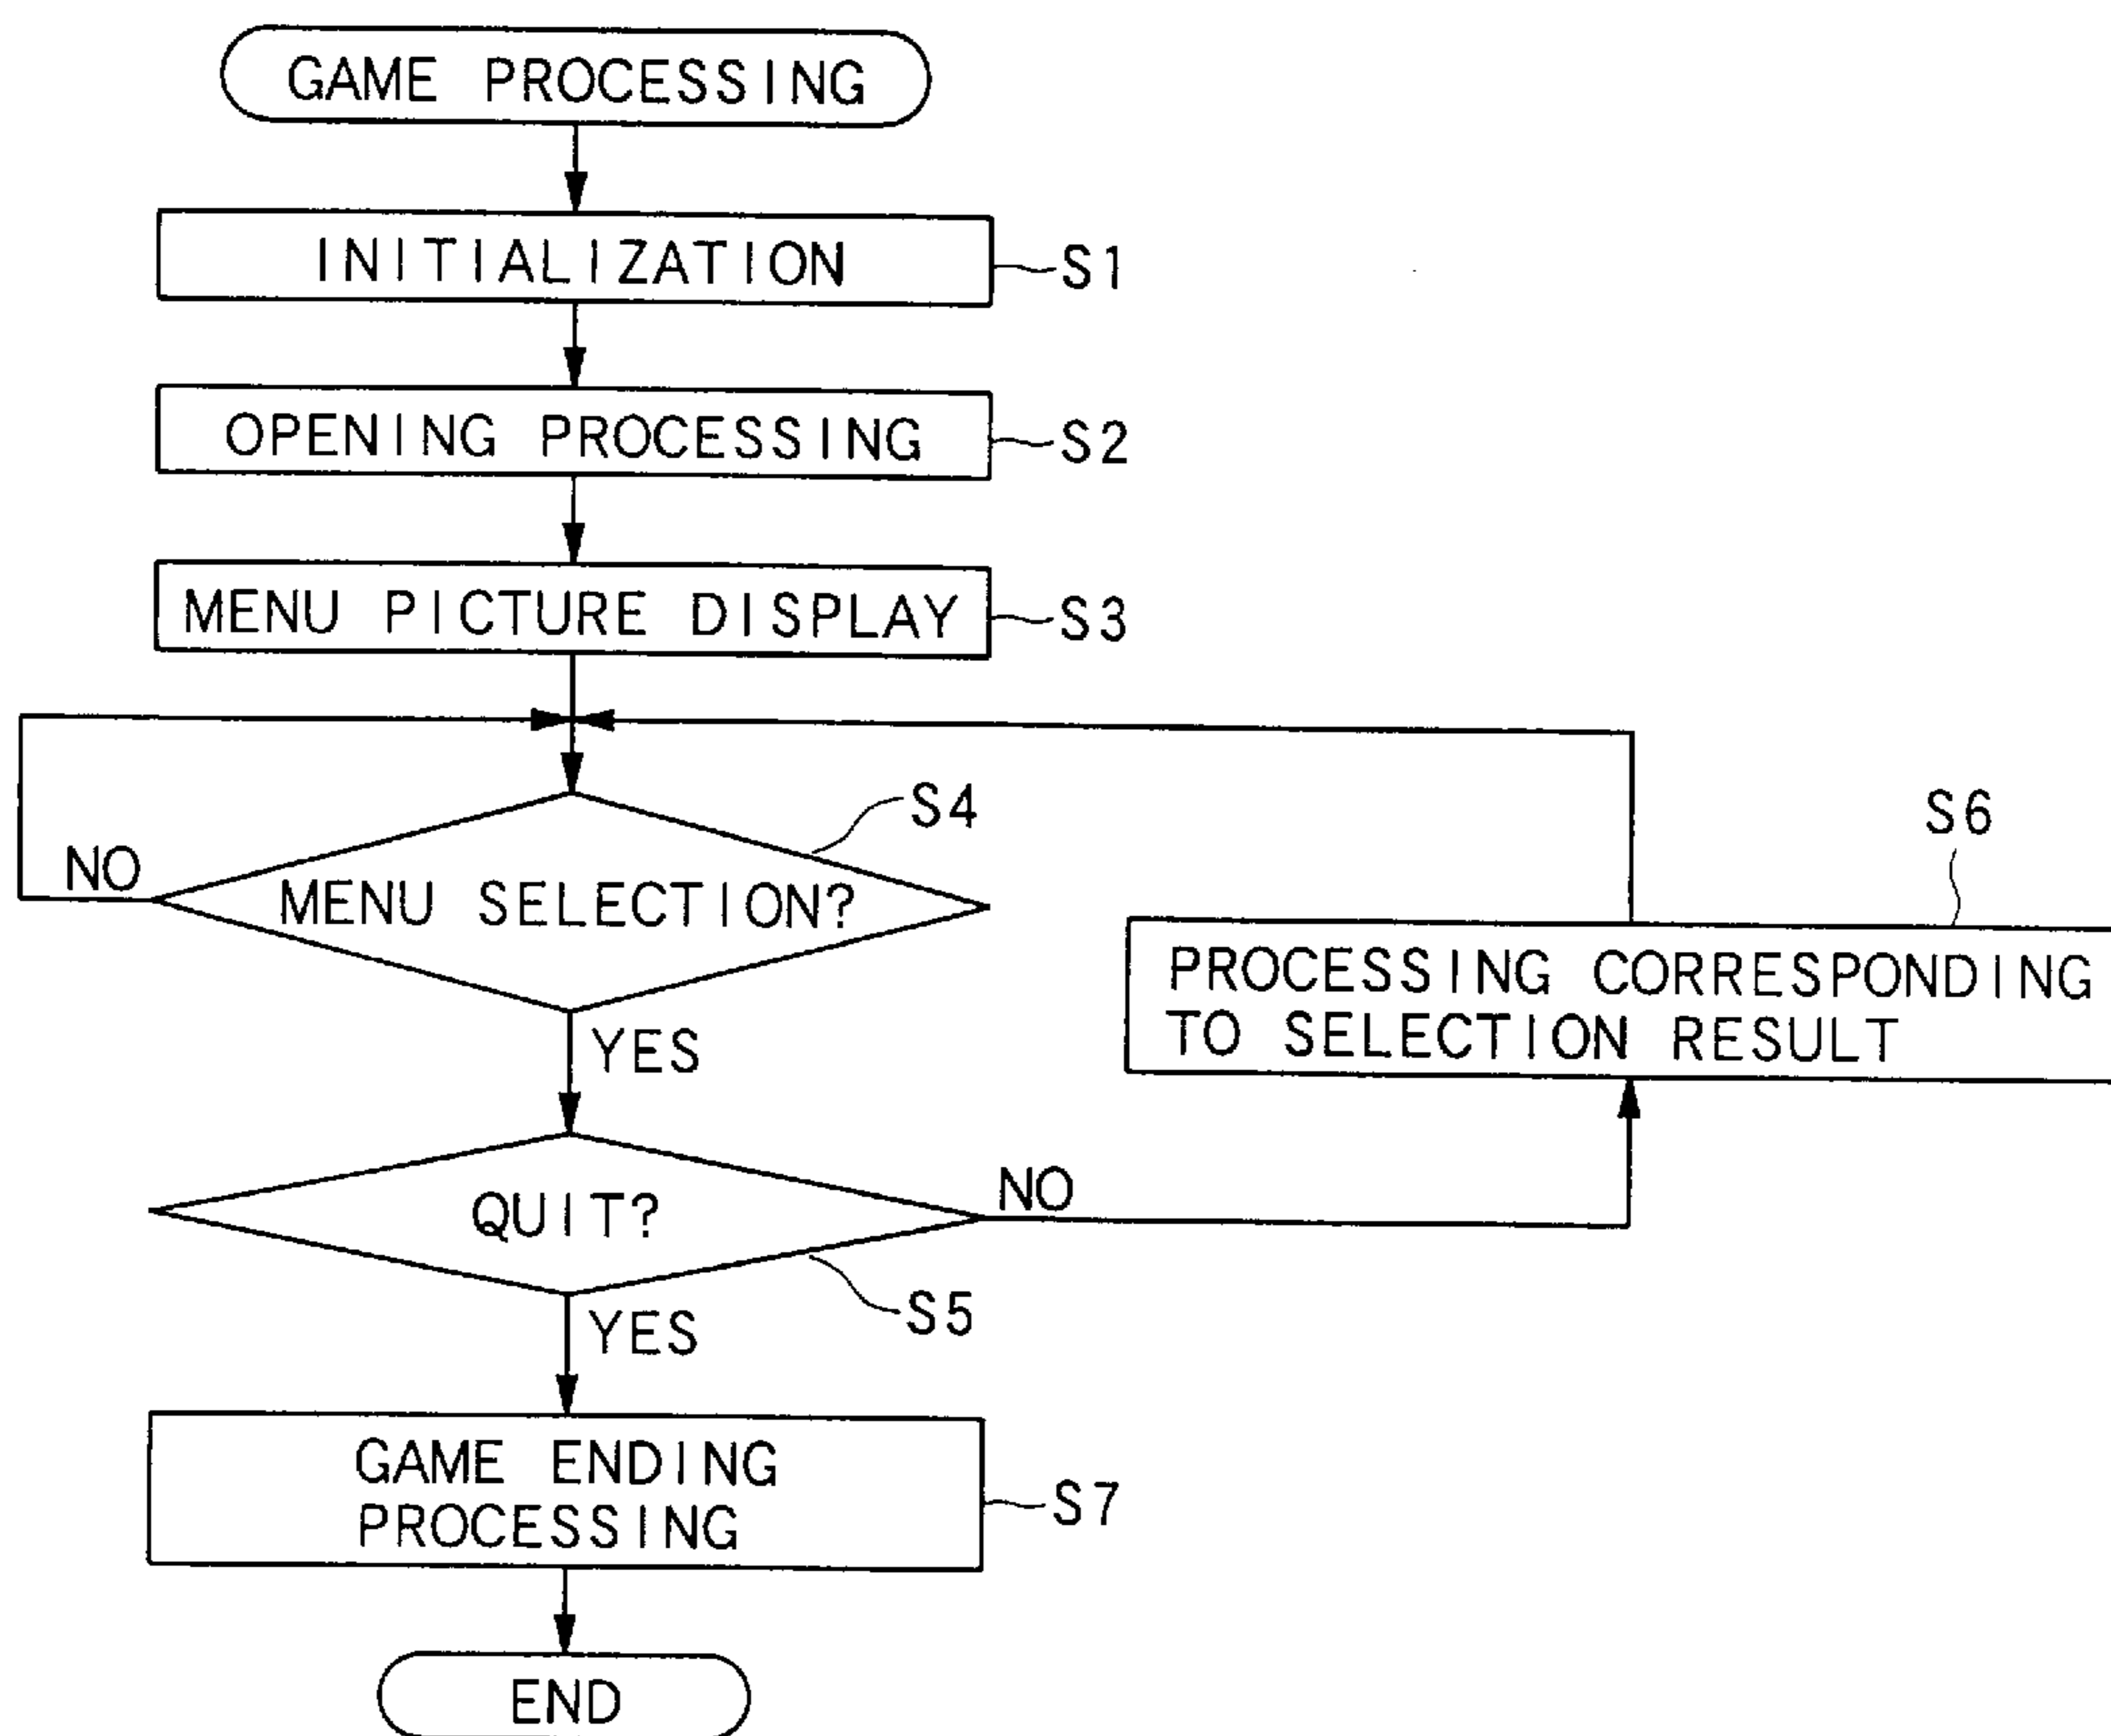 GAME PROCESSING
INITIALIZATION
S1
OPENING PROCESSING
S2
MENU PICTURE DISPLAY
S3
S4
NO
MENU SELECTION?
S6
PROCESSING CORRESPONDING
TO SELECTION RESULT
YES
QUIT?
NO
S5
YES
GAME ENDING
PROCESSING
S7
END